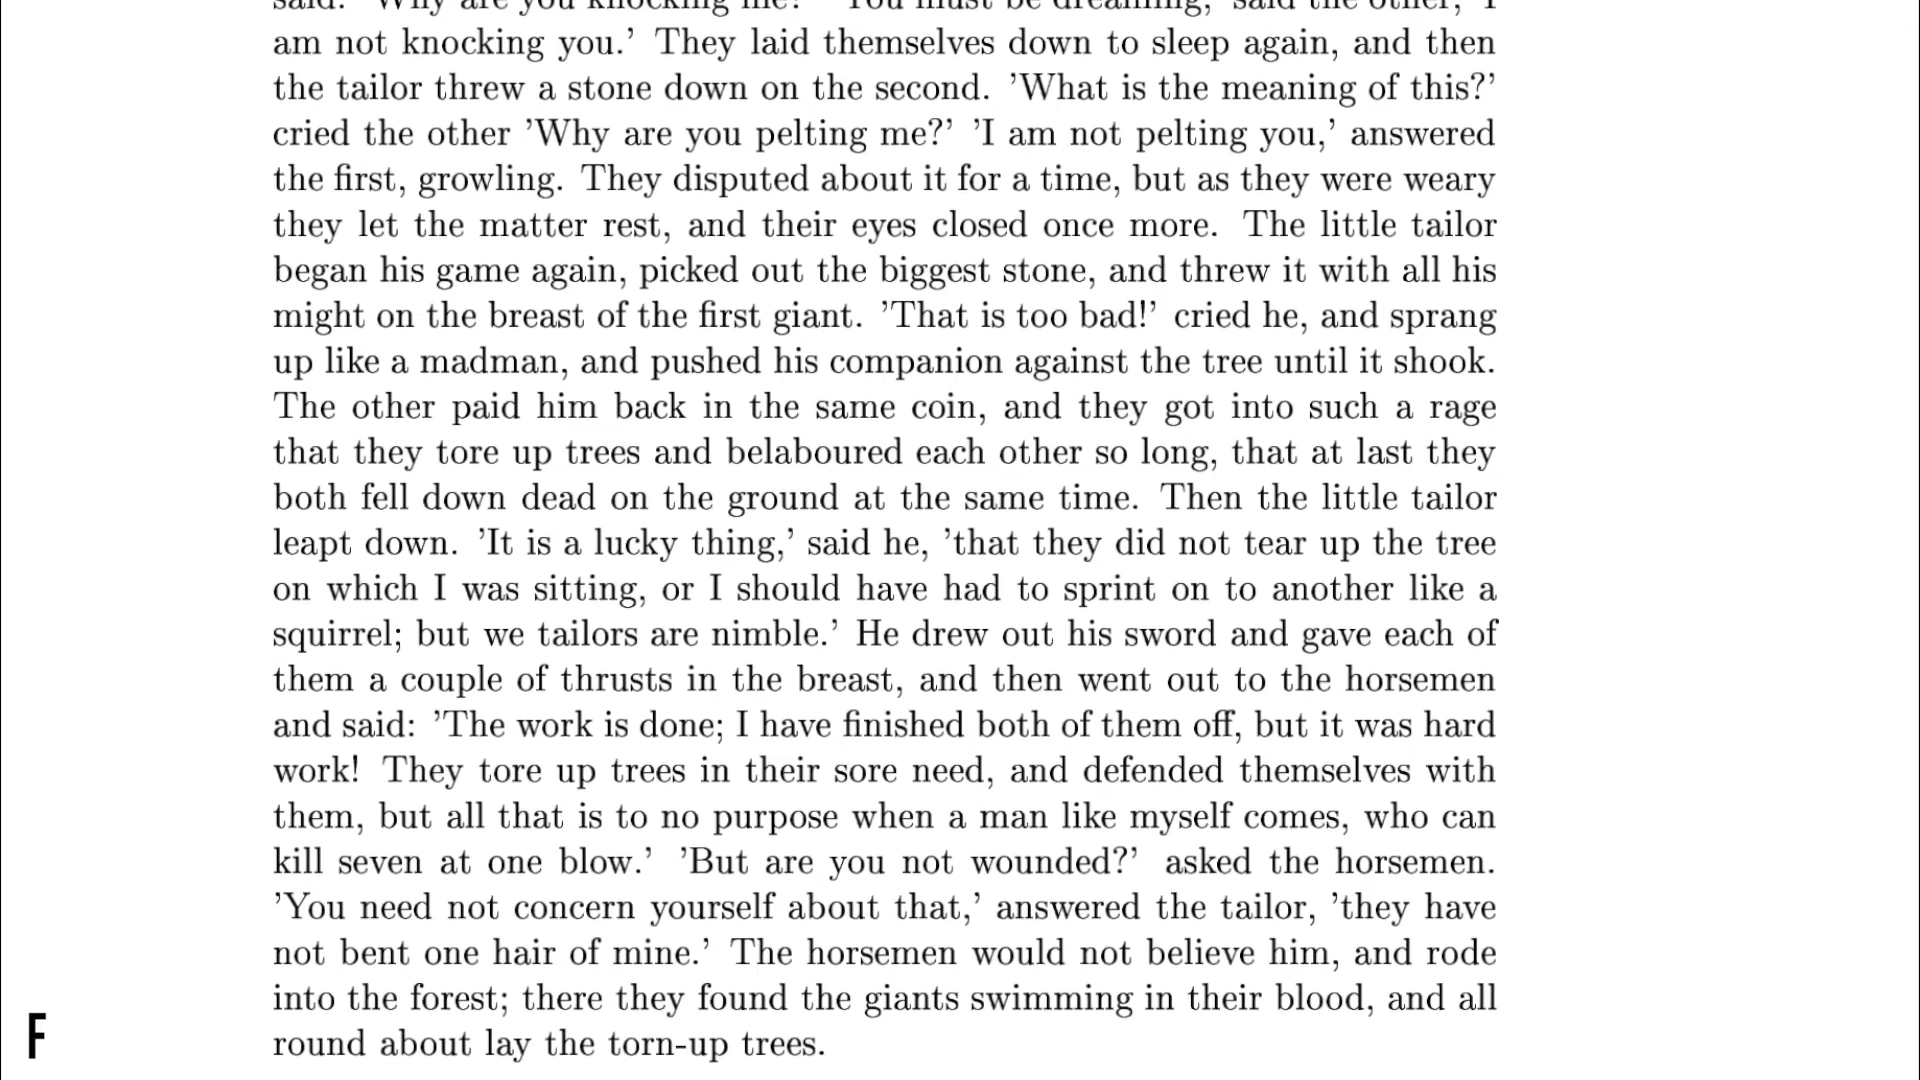 said: 'Why are you knocking me?' 'You must be dreaming,' said the other, 'I
am not knocking you.’ They laid themselves down to sleep again, and then
the tailor threw a stone down on the second. ’What is the meaning of this?’
cried the other ’Why are you pelting me?’ ’I am not pelting you,’ answered
the first, growling. They disputed about it for a time, but as they were weary
they let the matter rest, and their eyes closed once more. The little tailor
began his game again, picked out the biggest stone, and threw it with all his
might on the breast of the first giant. ’That is too bad!’ cried he, and sprang
up like a madman, and pushed his companion against the tree until it shook.
The other paid him back in the same coin, and they got into such a rage
that they tore up trees and belaboured each other so long, that at last they
both fell down dead on the ground at the same time. Then the little tailor
leapt down. ’It is a lucky thing,’ said he, ’that they did not tear up the tree
on which I was sitting, or I should have had to sprint on to another like a
squirrel; but we tailors are nimble.’ He drew out his sword and gave each of
them a couple of thrusts in the breast, and then went out to the horsemen
and said: ’The work is done; I have finished both of them off, but it was hard
work! They tore up trees in their sore need, and defended themselves with
them, but all that is to no purpose when a man like myself comes, who can
kill seven at one blow.’ ’But are you not wounded?’ asked the horsemen.
’You need not concern yourself about that,’ answered the tailor, ’they have
not bent one hair of mine.’ The horsemen would not believe him, and rode
into the forest; there they found the giants swimming in their blood, and all
round about lay the torn-up trees.
F